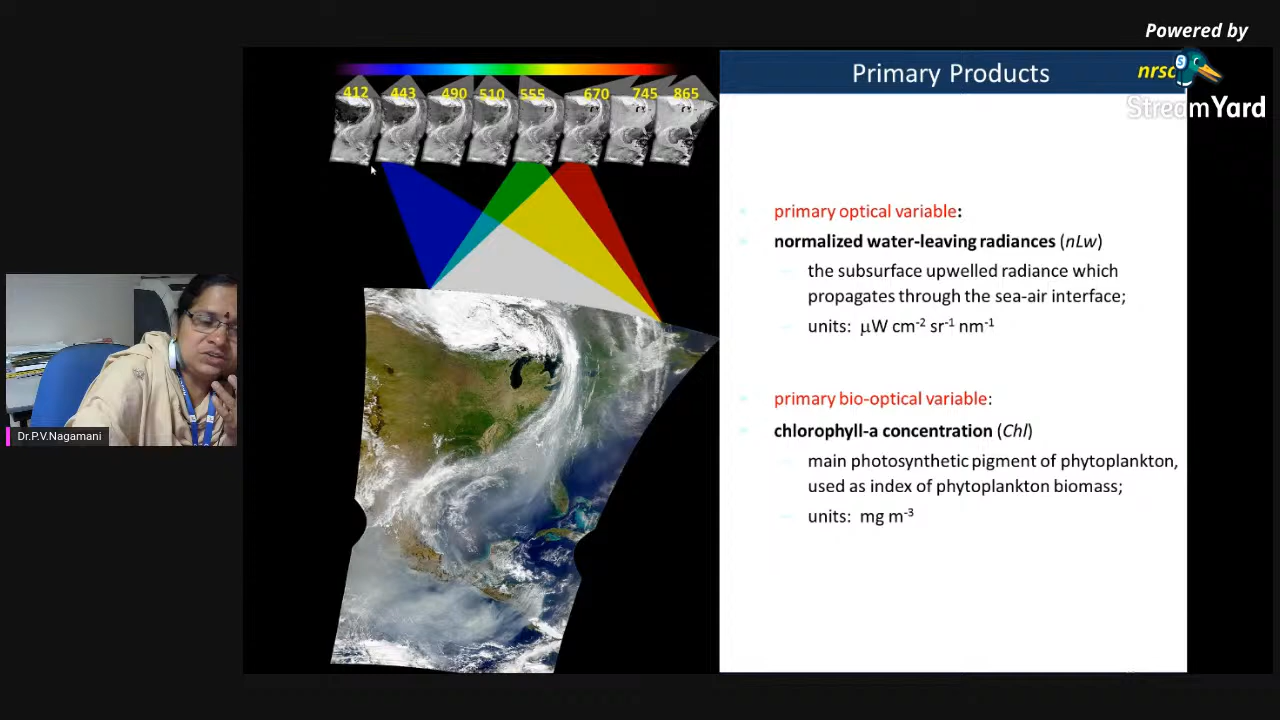 Powered by
StreamYard
nrsc
Primary Products
412 443 490 510 555 670 745 865
primary optical variable:
normalized water-leaving radiances (nLw)
the subsurface upwelled radiance which
propagates through the sea-air interface;
units: μW cm-2 sr-1 nm-1
primary bio-optical variable:
chlorophyll-a concentration (Chl)
main photosynthetic pigment of phytoplankton,
used as index of phytoplankton biomass;
units: mg m-3
Dr.P.V.Nagamani